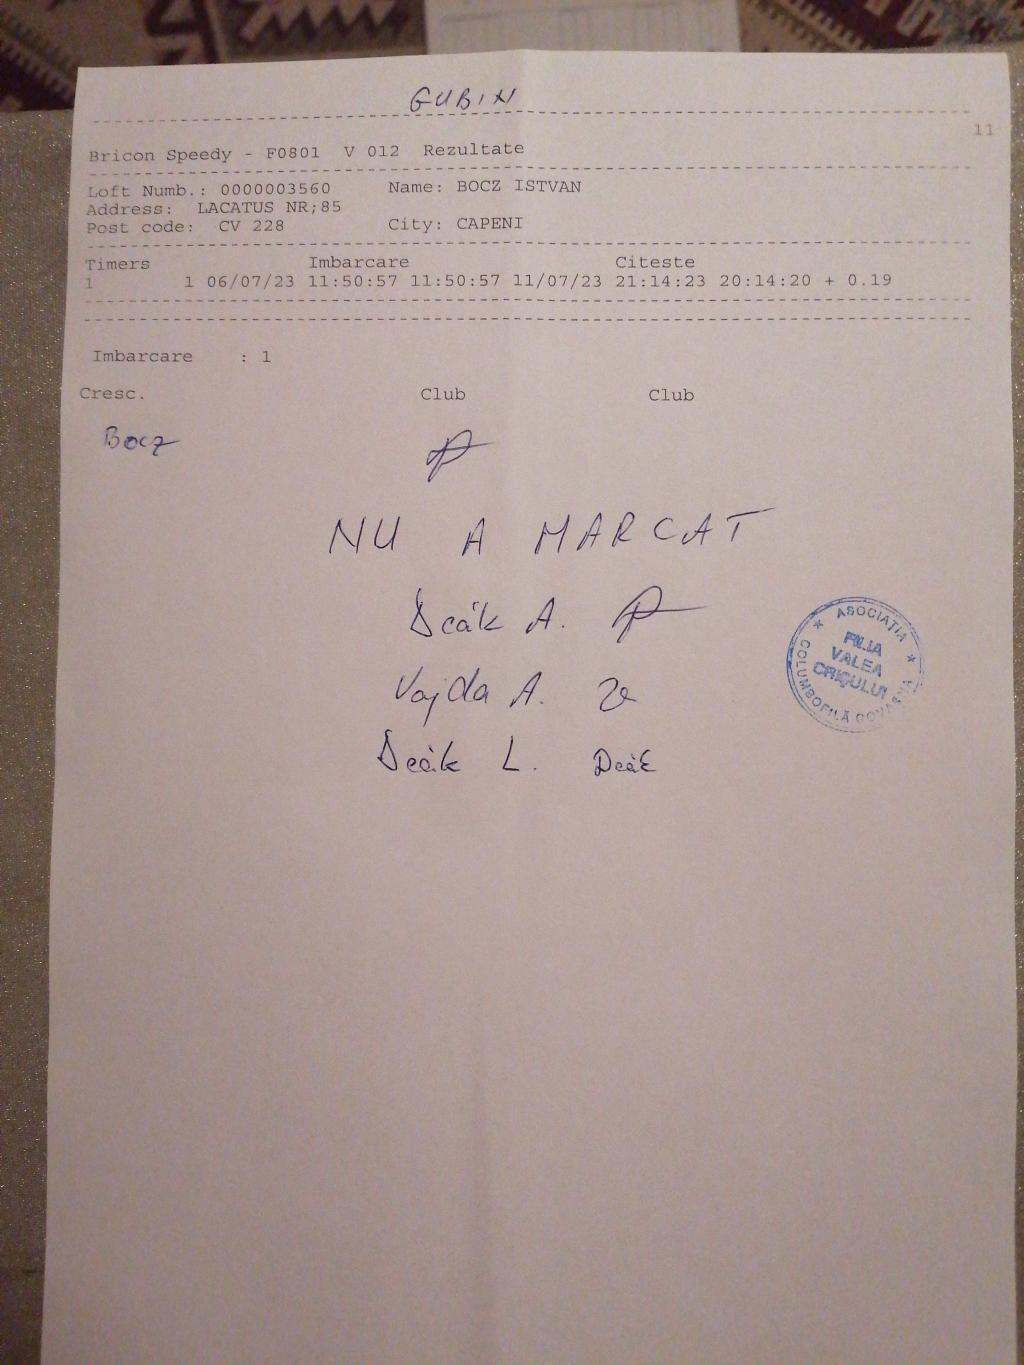 GUBIN
11
Bricon Speedy - F0801 V 012 Rezultate
Loft Numb.: 0000003560 Name: BOCZ ISTVAN
Address: LACATUS NR;85
Post code: CV 228 City: CAPENI
Timers Imbarcare Citeste
1 1 06/07/23 11:50:57 11:50:57 11/07/23 21:14:23 20:14:20 + 0.19
Imbarcare : 1
Cresc. Club Club
Bocz
NU A MARCAT
Deák A.
Vajda A.
Deák L. Deák
ASOCIAȚIA COLUMBOFILĂ COVASNA
FILIA
VALEA
CRIȘULUI